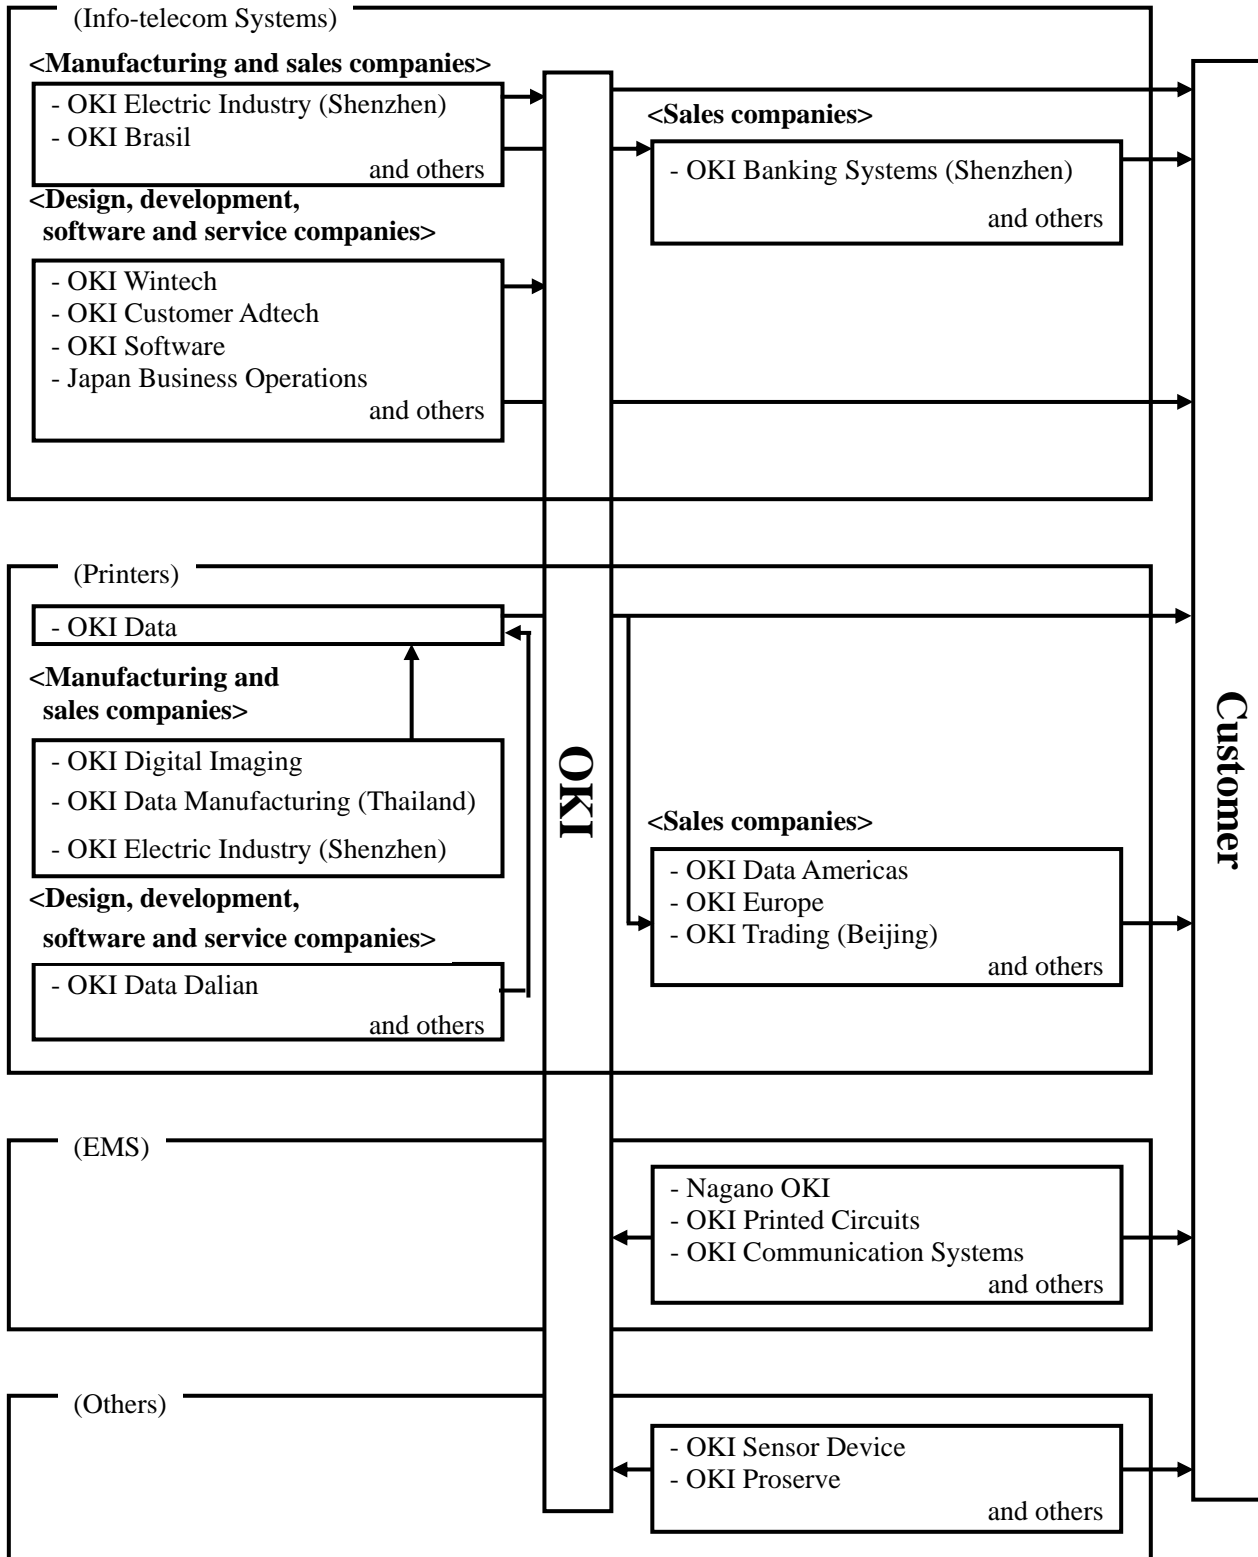 (Info-telecom Systems)
<Manufacturing and sales companies>
- OKI Electric Industry (Shenzhen)
- OKI Brasil
and others
<Design, development,
software and service companies>
- OKI Wintech
- OKI Customer Adtech
- OKI Software
- Japan Business Operations
and others
<Sales companies>
- OKI Banking Systems (Shenzhen)
and others
(Printers)
- OKI Data
<Manufacturing and
sales companies>
- OKI Digital Imaging
- OKI Data Manufacturing (Thailand)
- OKI Electric Industry (Shenzhen)
<Design, development,
software and service companies>
- OKI Data Dalian
and others
OKI
<Sales companies>
- OKI Data Americas
- OKI Europe
- OKI Trading (Beijing)
and others
Customer
(EMS)
- Nagano OKI
- OKI Printed Circuits
- OKI Communication Systems
and others
(Others)
- OKI Sensor Device
- OKI Proserve
and others